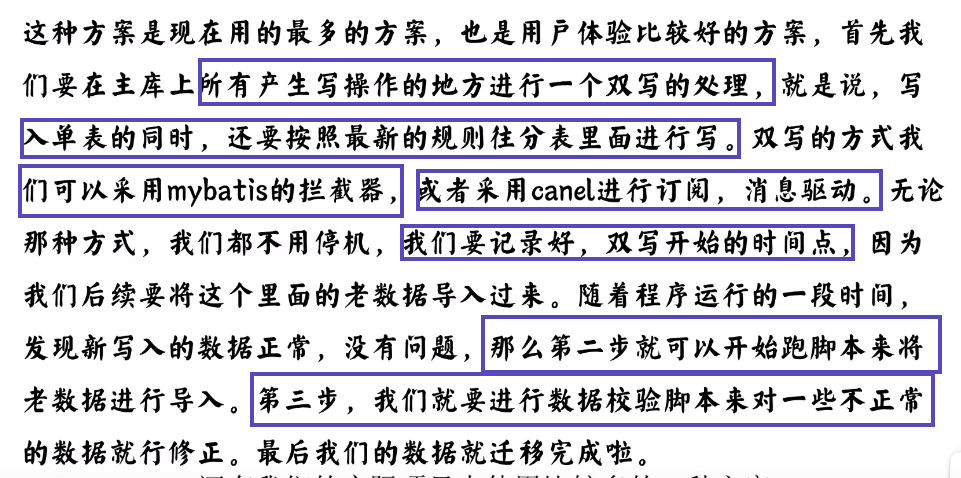 这种方案是现在用的最多的方案，也是用户体验比较好的方案，首先我
们要在主库上所有产生写操作的地方进行一个双写的处理，就是说，写
入单表的同时，还要按照最新的规则往分表里面进行写。双写的方式我
们可以采用mybatis的拦截器，或者采用canel进行订阅，消息驱动。无论
那种方式，我们都不用停机，我们要记录好，双写开始的时间点，因为
我们后续要将这个里面的老数据导入过来。随着程序运行的一段时间，
发现新写入的数据正常，没有问题，那么第二步就可以开始跑脚本来将
老数据进行导入。第三步，我们就要进行数据校验脚本来对一些不正常
的数据就行修正。最后我们的数据就迁移完成啦。